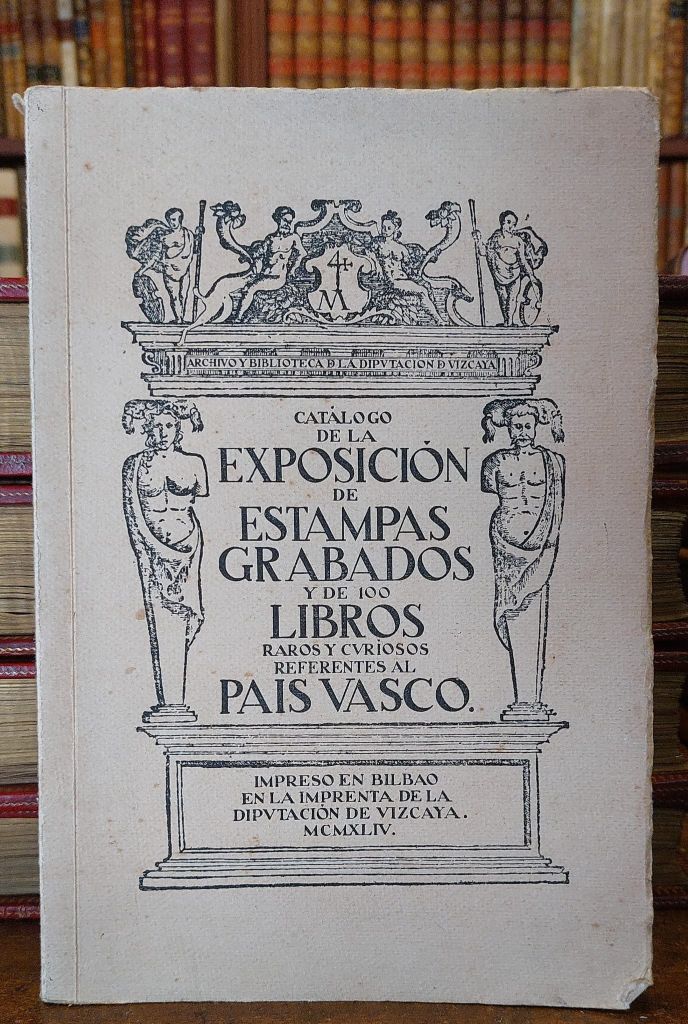 4
M
ARCHIVO Y BIBLIOTECA D LA DIPVTACION D VIZCAYA
CATÁLOGO
DE LA
EXPOSICIÓN
DE
ESTAMPAS
GRABADOS
Y DE 100
LIBROS
RAROS Y CVRIOSOS
REFERENTES AL
PAIS VASCO.
IMPRESO EN BILBAO
EN LA IMPRENTA DE LA
DIPVTACIÓN DE VIZCAYA.
MCMXLIV.